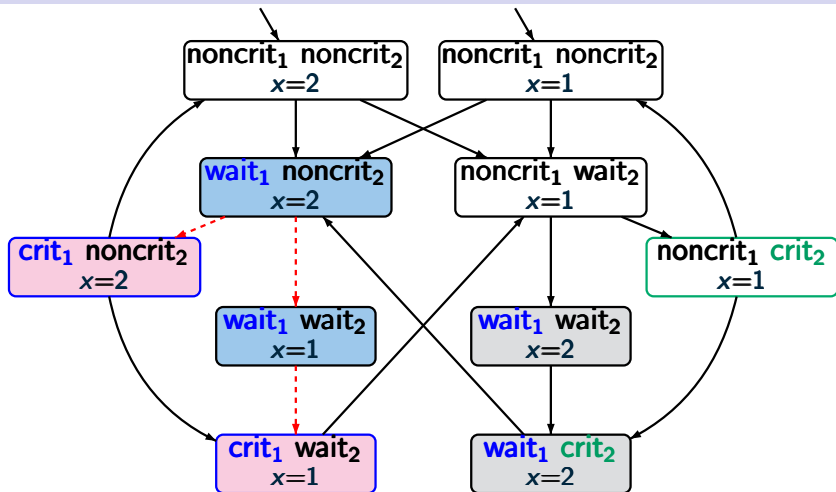 noncrit₁ noncrit₂
x=2
noncrit₁ noncrit₂
x=1
wait₁ noncrit₂
x=2
noncrit₁ wait₂
x=1
crit₁ noncrit₂
x=2
noncrit₁ crit₂
x=1
wait₁ wait₂
x=1
wait₁ wait₂
x=2
crit₁ wait₂
x=1
wait₁ crit₂
x=2